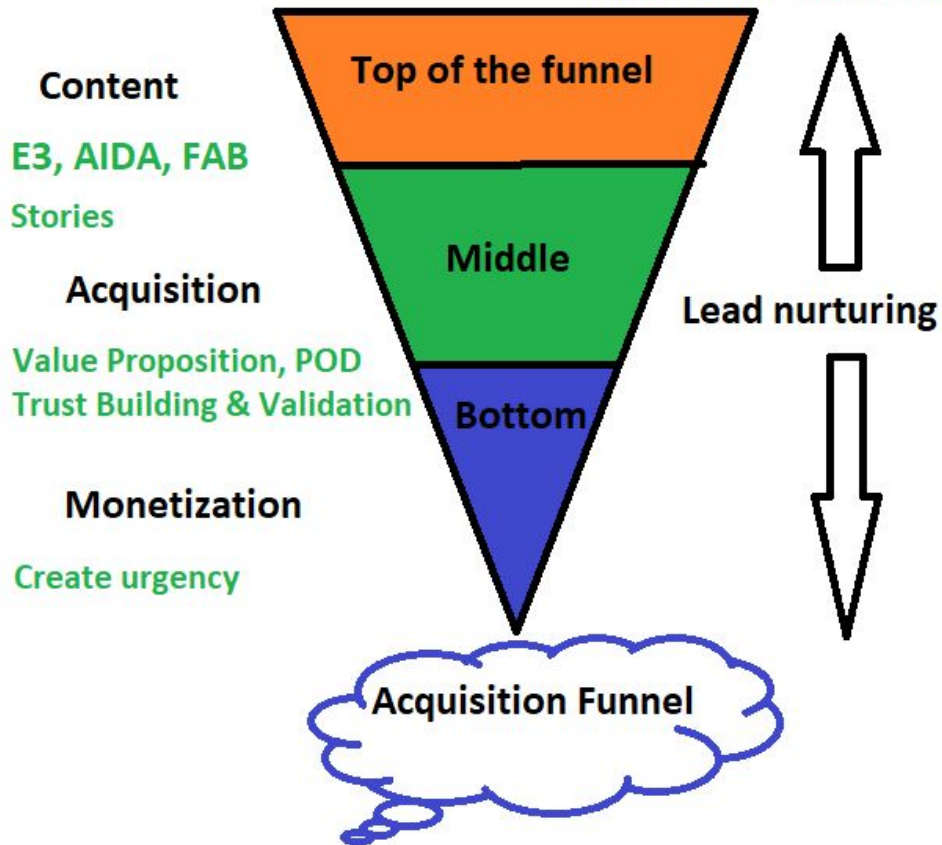 Top of the funnel
Content
E3, AIDA, FAB
Stories
Middle
Acquisition
Lead nurturing
Value Proposition, POD
Trust Building & Validation
Bottom
Monetization
Create urgency
Acquisition Funnel